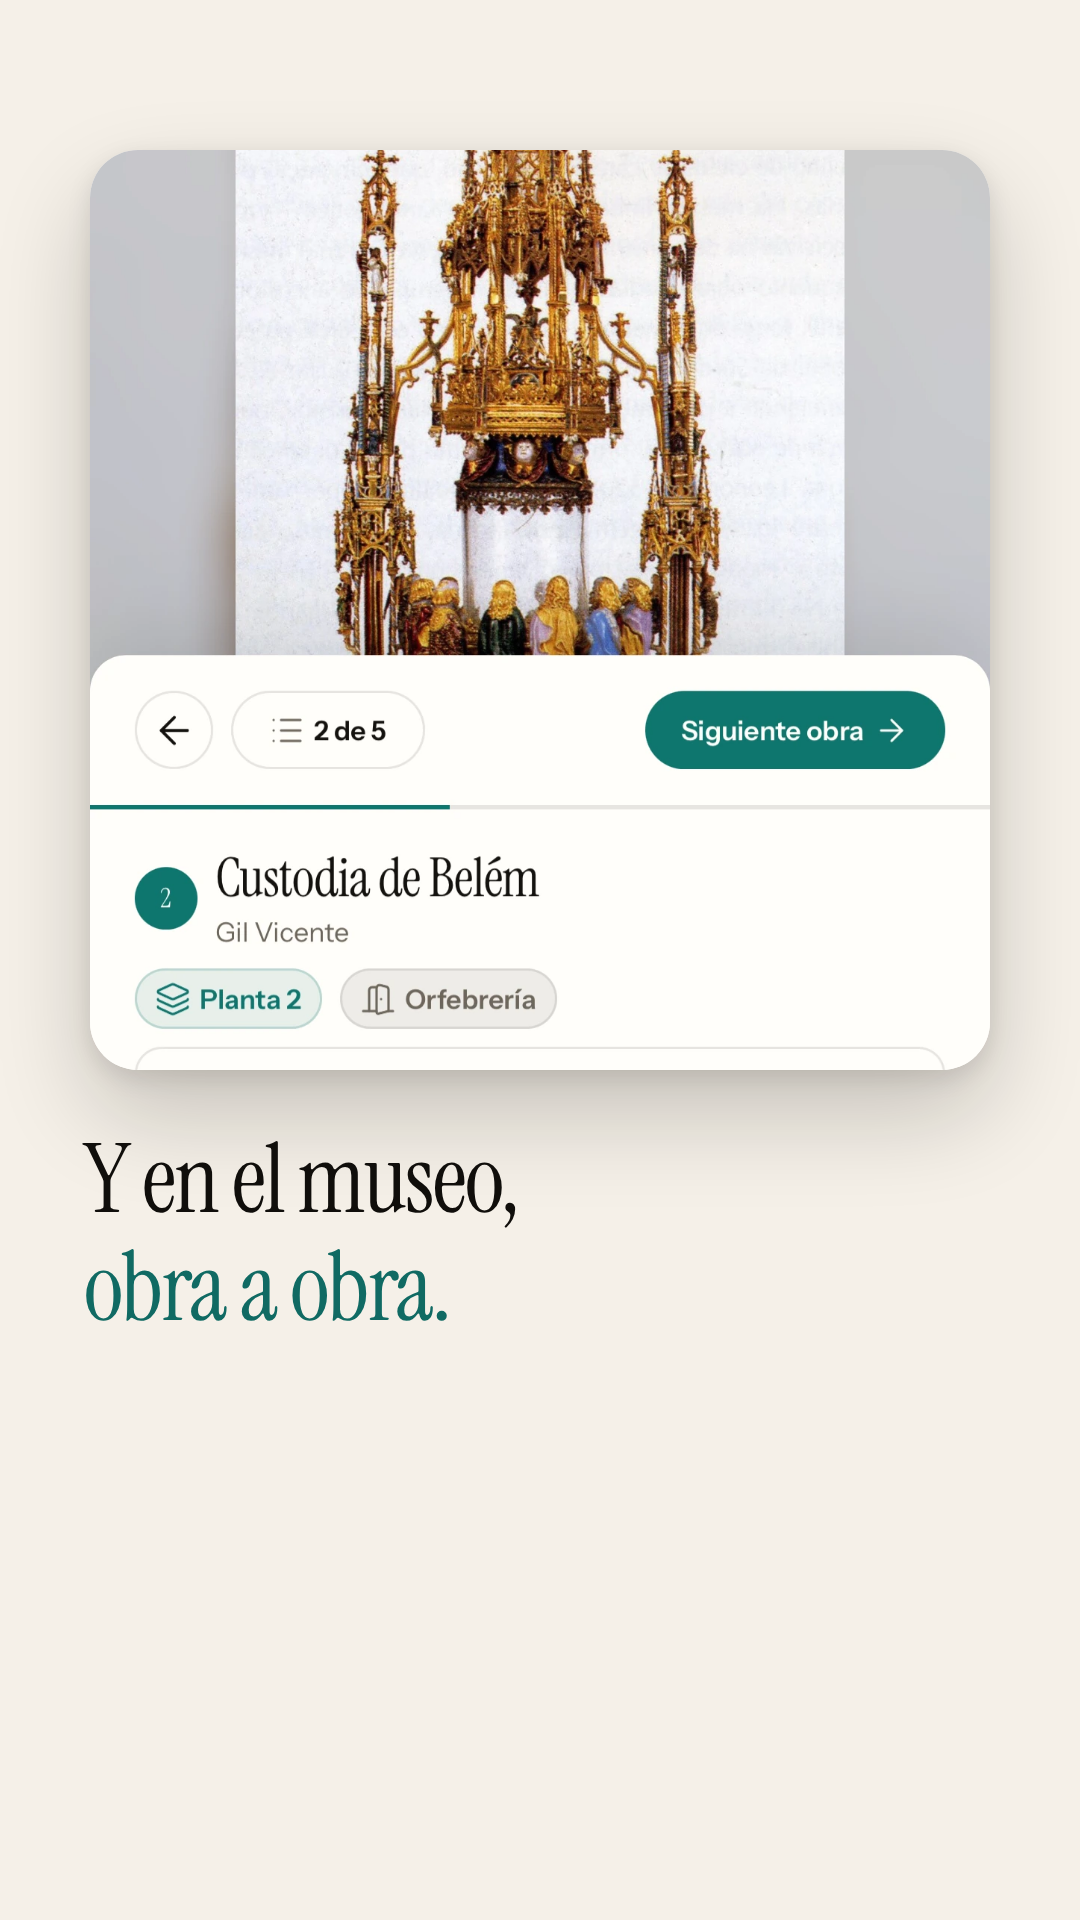 2 de 5
Siguiente obra
2
Custodia de Belém
Gil Vicente
Planta 2
Orfebrería
Y en el museo,
obra a obra.